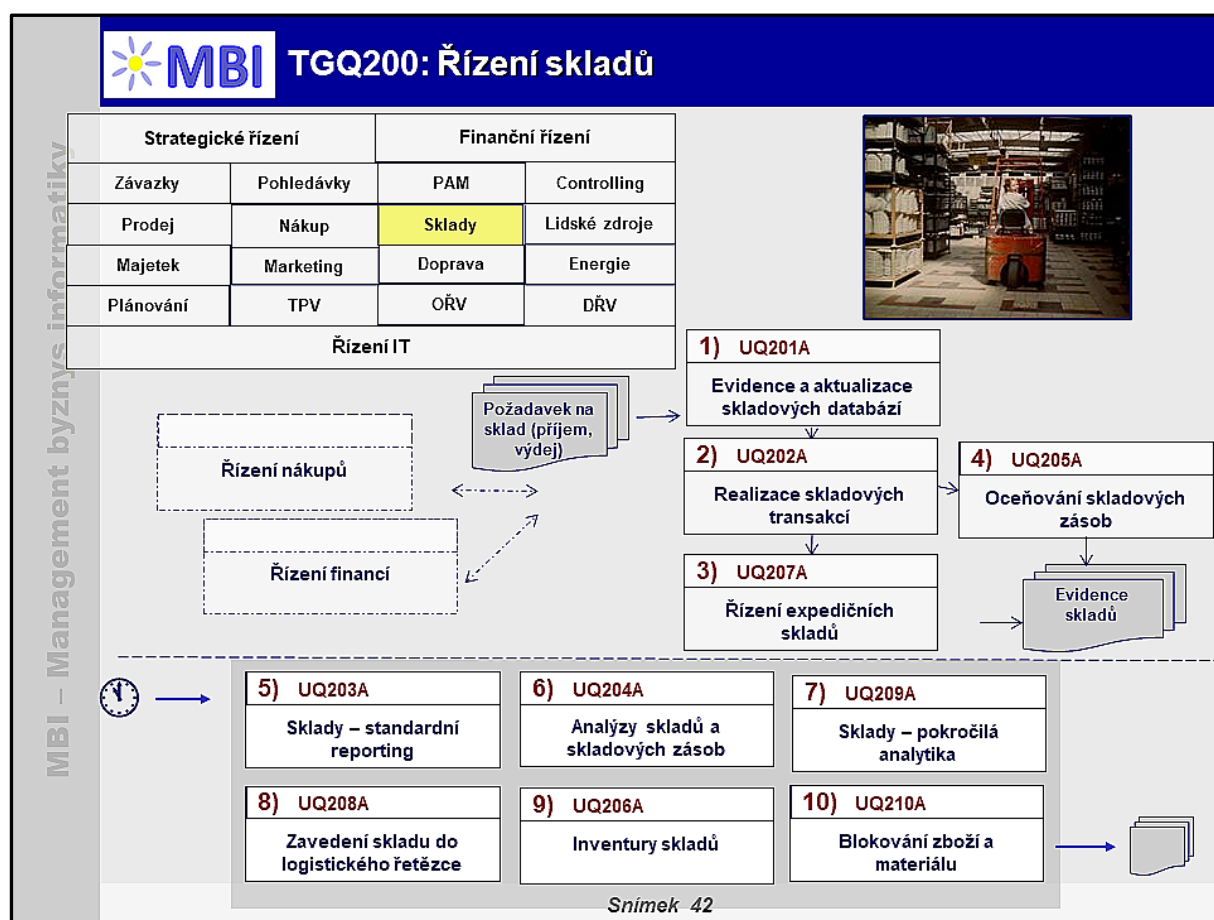 MBI
TGQ200: Řízení skladů
MBI – Management byznys informatiky
Strategické řízení
Finanční řízení
Závazky
Pohledávky
PAM
Controlling
Prodej
Nákup
Sklady
Lidské zdroje
Majetek
Marketing
Doprava
Energie
Plánování
TPV
OŘV
DŘV
Řízení IT
Požadavek na
sklad (příjem,
výdej)
Řízení nákupů
Řízení financí
1) UQ201A
Evidence a aktualizace
skladových databází
2) UQ202A
Realizace skladových
transakcí
4) UQ205A
Oceňování skladových
zásob
3) UQ207A
Řízení expedičních
skladů
Evidence
skladů
5) UQ203A
Sklady – standardní
reporting
6) UQ204A
Analýzy skladů a
skladových zásob
7) UQ209A
Sklady – pokročilá
analytika
8) UQ208A
Zavedení skladu do
logistického řetězce
9) UQ206A
Inventury skladů
10) UQ210A
Blokování zboží a
materiálu
Snímek 42